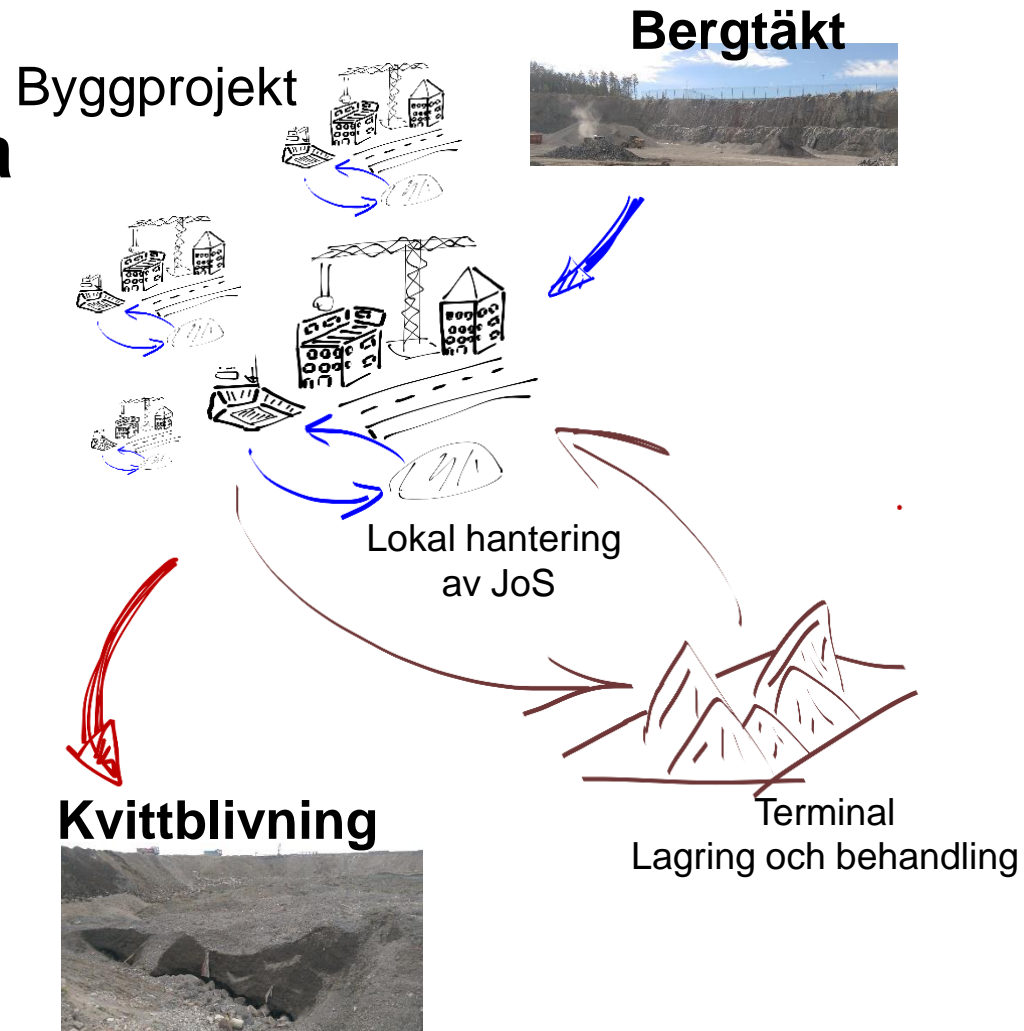 Bergtäkt
Byggprojekt
a
Lokal hantering
av JoS
Kvittblivning
Terminal
Lagring och behandling